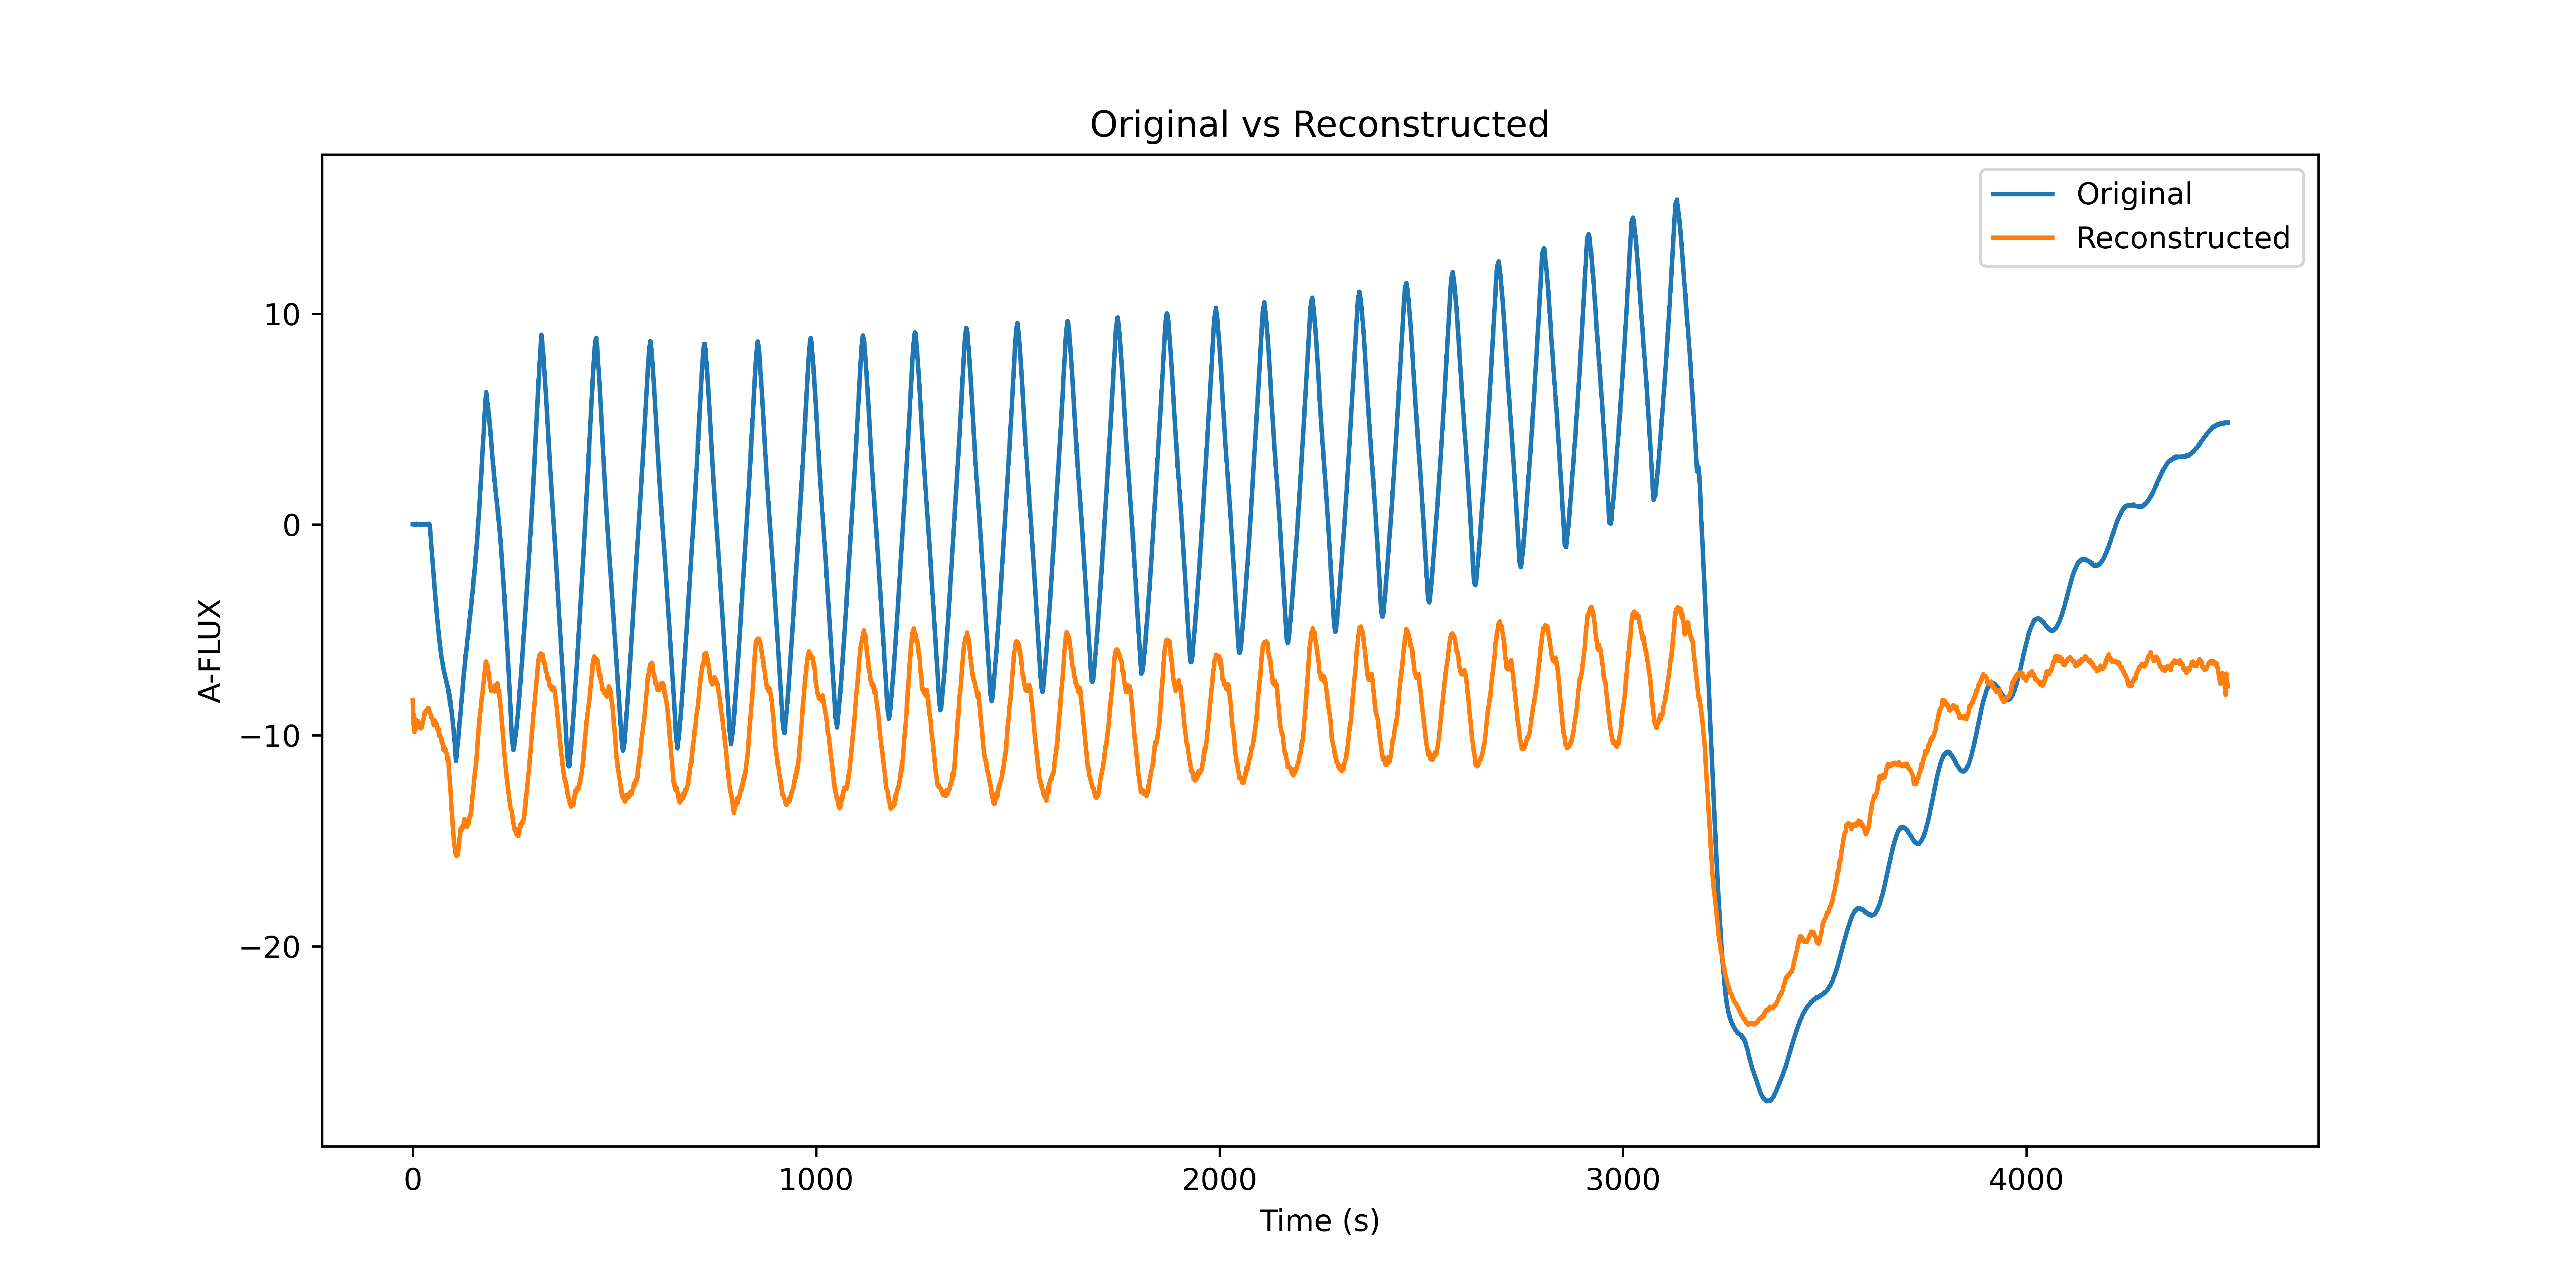 Original vs Reconstructed
Original
Reconstructed
10
0
−10
−20
A-FLUX
0
1000
2000
3000
4000
Time (s)